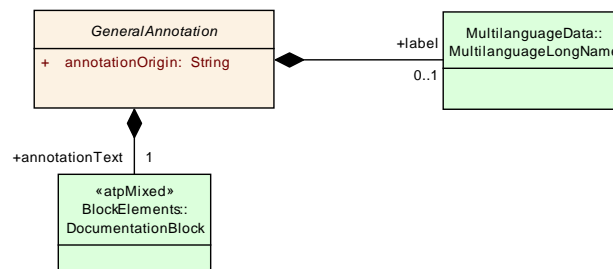 GeneralAnnotation
+ annotationOrigin: String
+label
0..1
MultilanguageData::
MultilanguageLongName
+annotationText 1
«atpMixed»
BlockElements::
DocumentationBlock